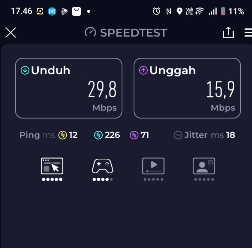 17.46 11%
SPEEDTEST
Unduh Unggah
29,8 15,9
Mbps Mbps
Ping ms 12 226 71 Jitter ms 18